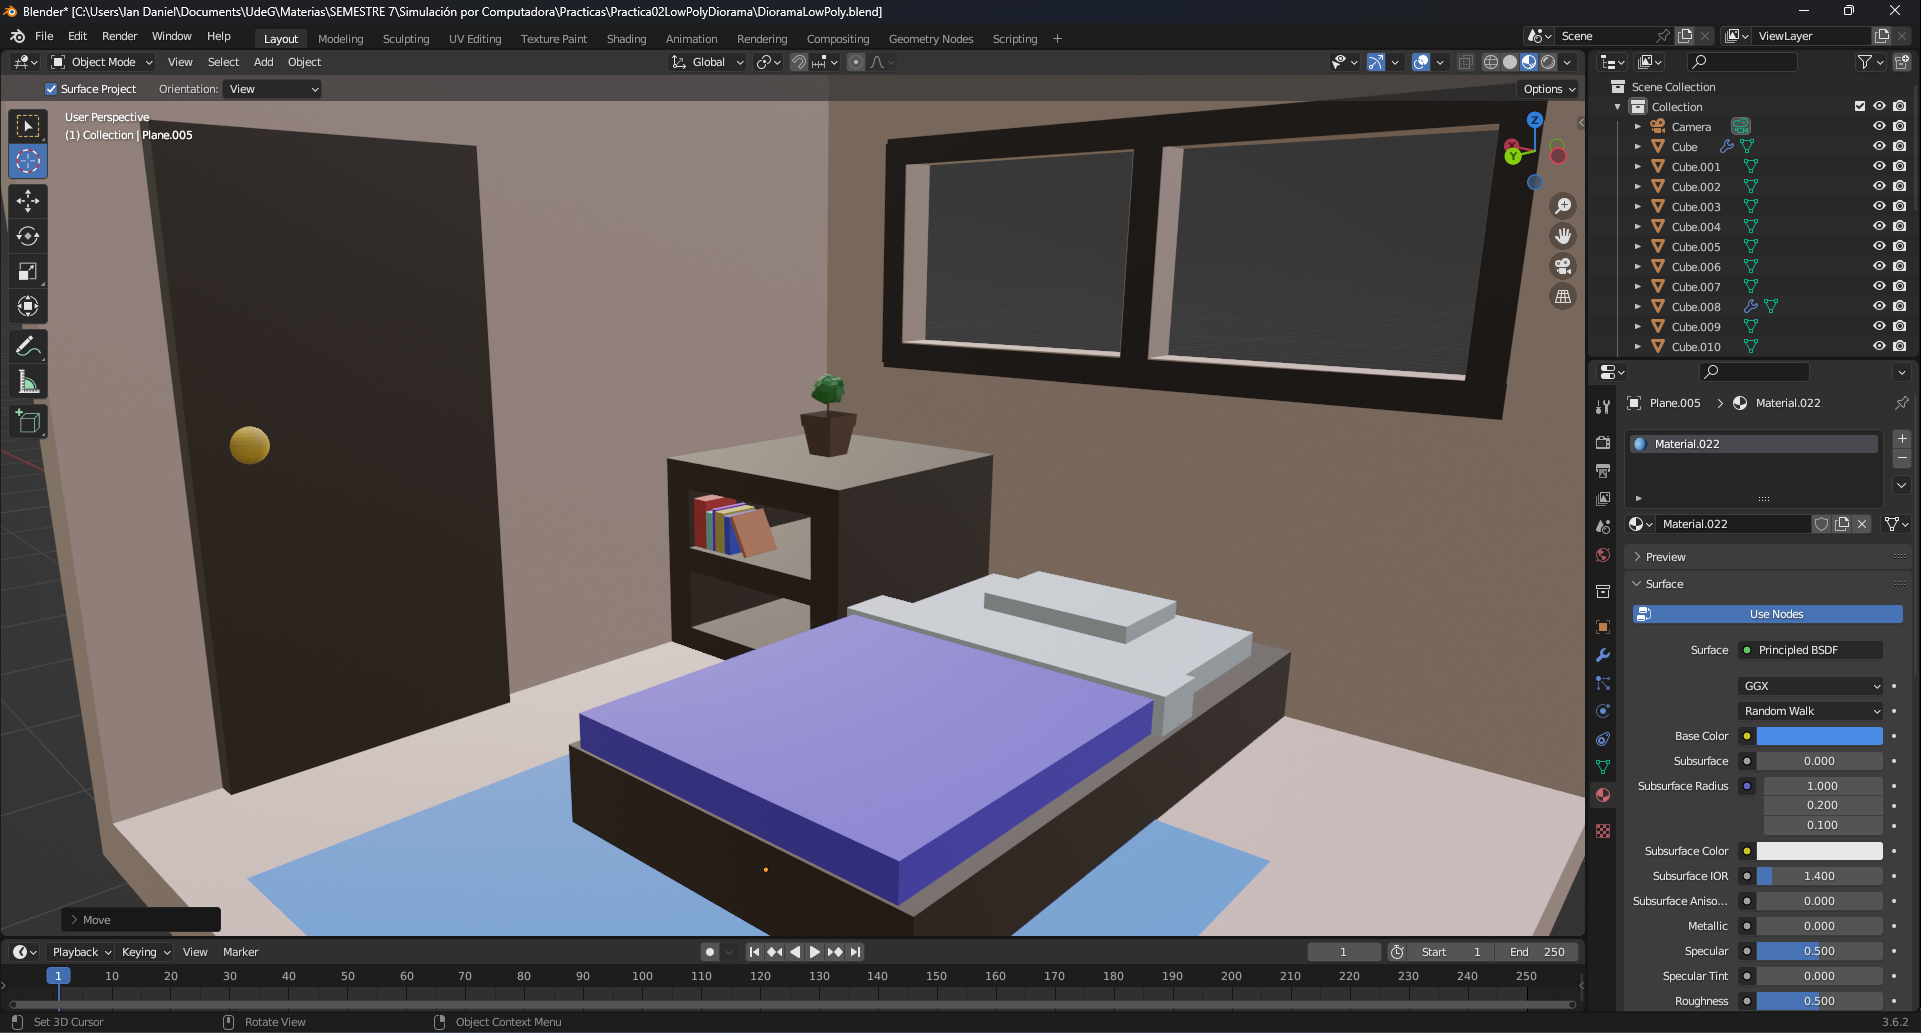 Blender* [C:\Users\Ian Daniel\Documents\UdeG\Materias\SEMESTRE 7\Simulación por Computadora\Practicas\Practica02LowPolyDiorama\DioramaLowPoly.blend]
File Edit Render Window Help Layout Modeling Sculpting UV Editing Texture Paint Shading Animation Rendering Compositing Geometry Nodes Scripting + Scene ViewLayer
Object Mode View Select Add Object Global
Surface Project Orientation: View Options
User Perspective
(1) Collection | Plane.005
Z
Y
Move
Scene Collection
Collection
Camera
Cube
Cube.001
Cube.002
Cube.003
Cube.004
Cube.005
Cube.006
Cube.007
Cube.008
Cube.009
Cube.010
Plane.005 > Material.022
Material.022
Material.022
Preview
Surface
Use Nodes
Surface Principled BSDF
GGX
Random Walk
Base Color
Subsurface 0.000
Subsurface Radius 1.000
0.200
0.100
Subsurface Color
Subsurface IOR 1.400
Subsurface Aniso... 0.000
Metallic 0.000
Specular 0.500
Specular Tint 0.000
Roughness 0.500
Playback Keying View Marker 1 Start 1 End 250
1 10 20 30 40 50 60 70 80 90 100 110 120 130 140 150 160 170 180 190 200 210 220 230 240 250
Set 3D Cursor Rotate View Object Context Menu 3.6.2